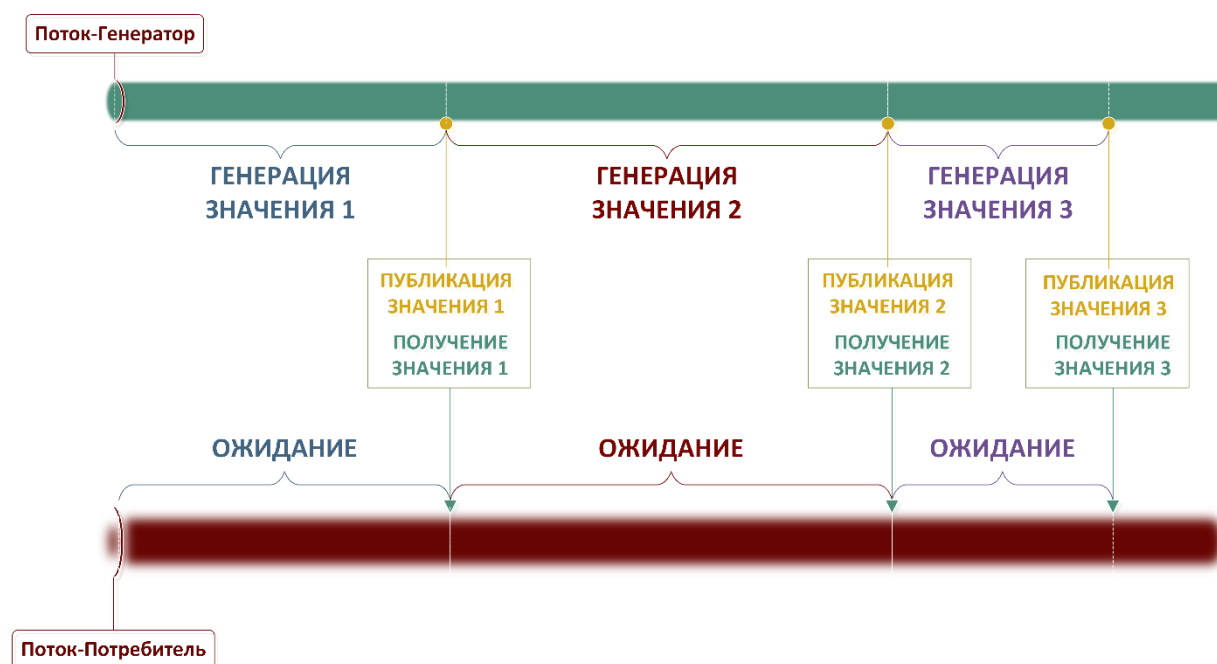 Поток-Генератор
ГЕНЕРАЦИЯ
ЗНАЧЕНИЯ 1
ГЕНЕРАЦИЯ
ЗНАЧЕНИЯ 2
ГЕНЕРАЦИЯ
ЗНАЧЕНИЯ 3
ПУБЛИКАЦИЯ
ЗНАЧЕНИЯ 1
ПОЛУЧЕНИЕ
ЗНАЧЕНИЯ 1
ПУБЛИКАЦИЯ
ЗНАЧЕНИЯ 2
ПОЛУЧЕНИЕ
ЗНАЧЕНИЯ 2
ПУБЛИКАЦИЯ
ЗНАЧЕНИЯ 3
ПОЛУЧЕНИЕ
ЗНАЧЕНИЯ 3
ОЖИДАНИЕ
ОЖИДАНИЕ
ОЖИДАНИЕ
Поток-Потребитель